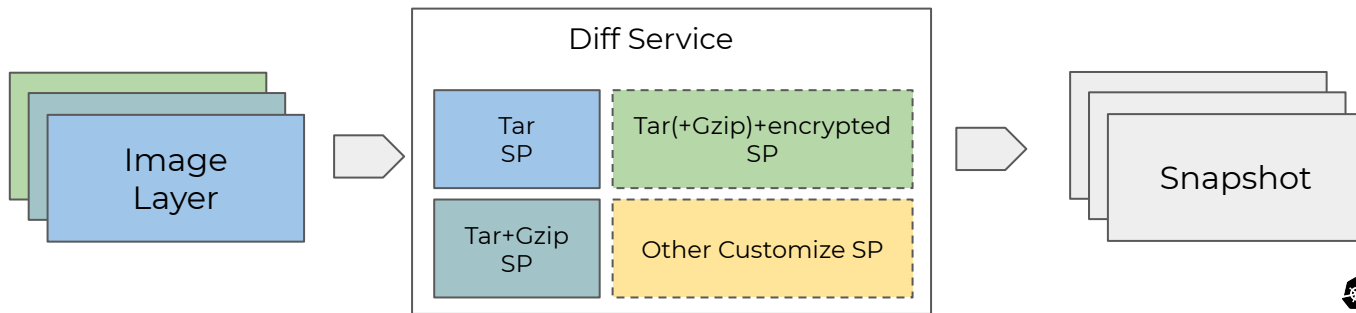 Diff Service
Image
Layer
Tar
SP
Tar(+Gzip)+encrypted
SP
Tar+Gzip
SP
Other Customize SP
Snapshot